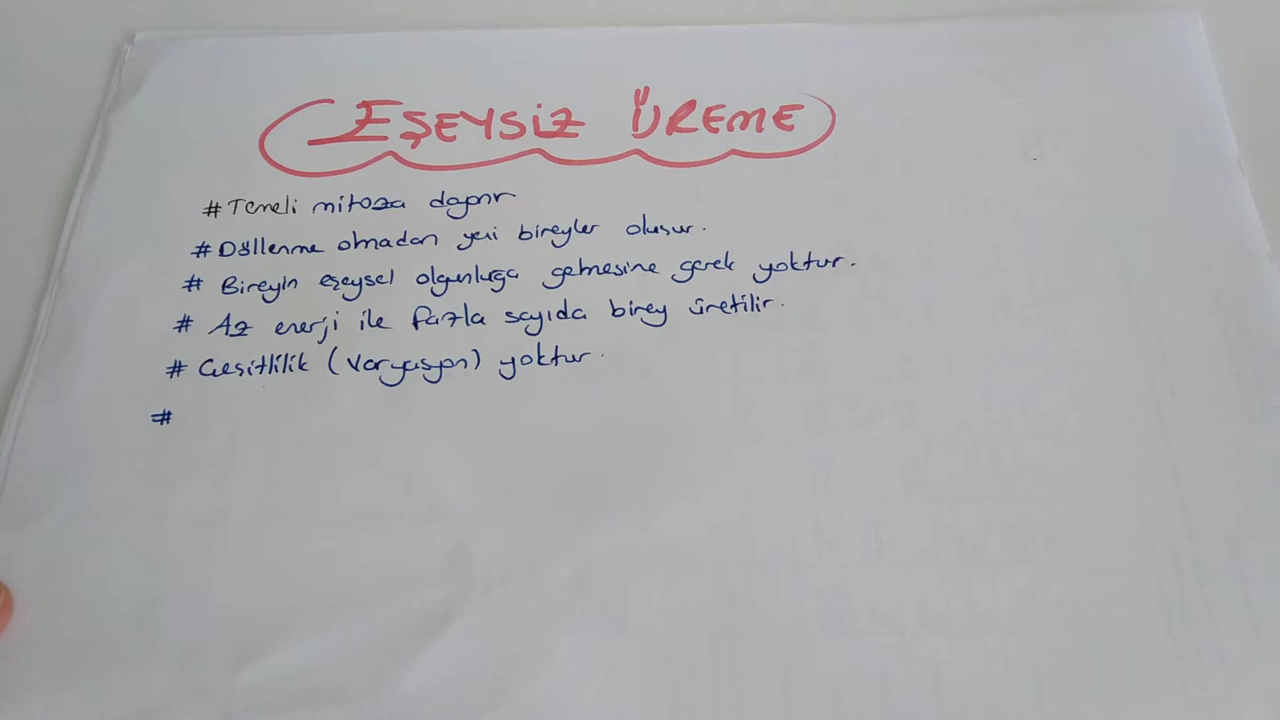 EŞEYSİZ ÜREME
# Temeli mitoza dayanır
# Döllenme olmadan yeni bireyler oluşur.
# Bireyin eşeysel olgunluğa gelmesine gerek yoktur.
# Az enerji ile fazla sayıda birey üretilir.
# Çeşitlilik (Varyasyon) yoktur.
#